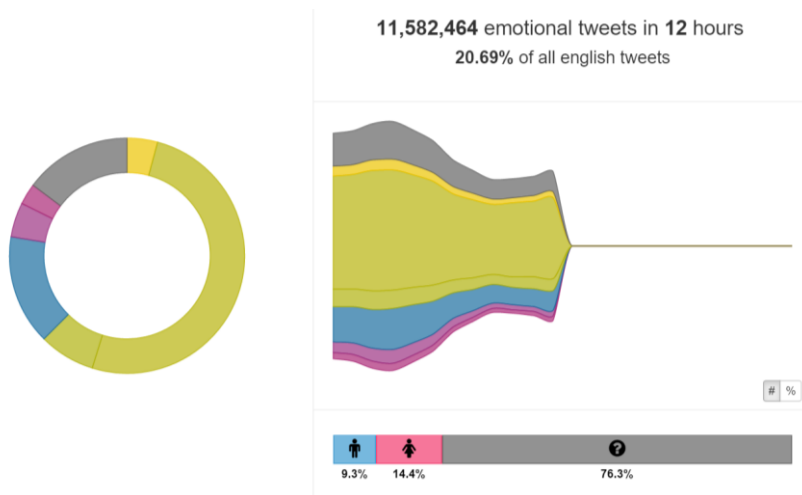 11,582,464 emotional tweets in 12 hours
20.69% of all english tweets
# %
?
9.3% 14.4% 76.3%